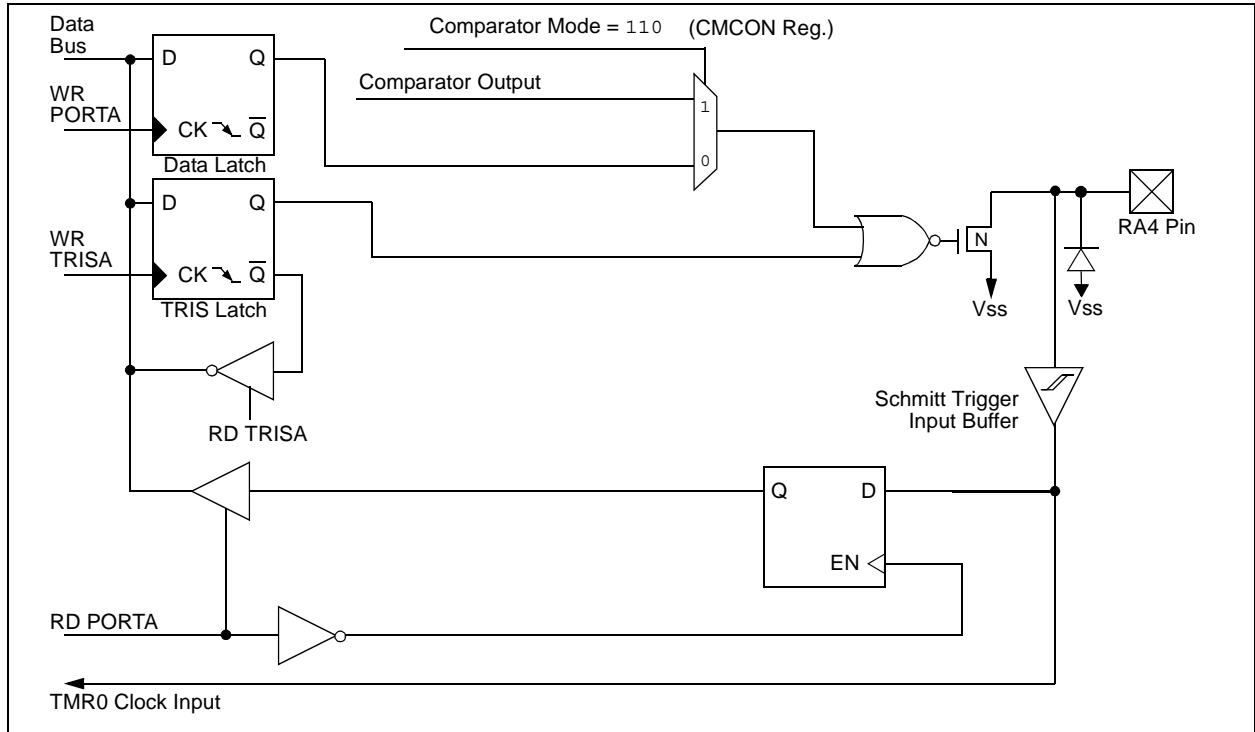 Data
Bus
Comparator Mode = 110 (CMCON Reg.)
D Q
Comparator Output
WR
PORTA
1
CK Q̅
0
Data Latch
D Q
WR
TRISA
N
RA4 Pin
CK Q̅
TRIS Latch
Vss
Vss
Schmitt Trigger
Input Buffer
RD TRISA
Q D
EN
RD PORTA
TMR0 Clock Input